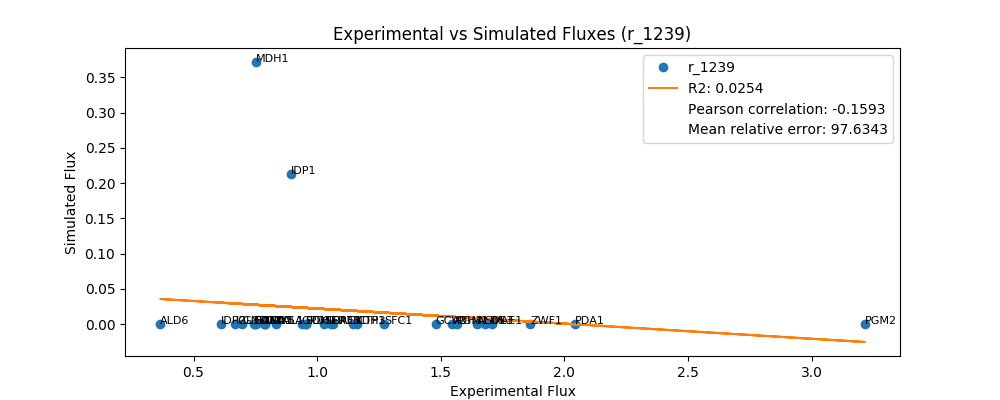 Experimental vs Simulated Fluxes (r_1239)
r_1239
R2: 0.0254
Pearson correlation: -0.1593
Mean relative error: 97.6343
MDH1
IDP1
ALD6
SFC1
ZWF1
PDA1
PGM2
Simulated Flux
0.35
0.30
0.25
0.20
0.15
0.10
0.05
0.00
0.5 1.0 1.5 2.0 2.5 3.0
Experimental Flux